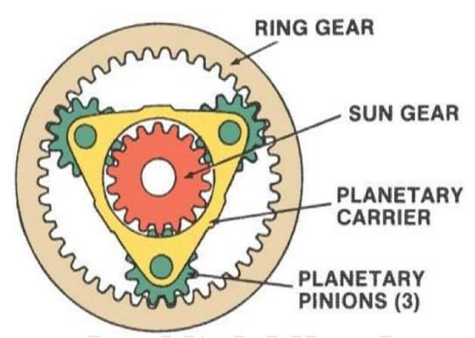 RING GEAR
SUN GEAR
PLANETARY
CARRIER
PLANETARY
PINIONS (3)